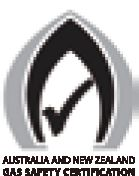 AUSTRALIA AND NEW ZEALAND
GAS SAFETY CERTIFICATION